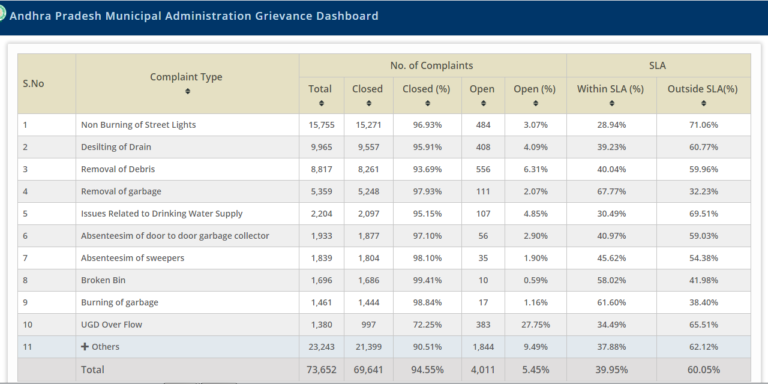 Andhra Pradesh Municipal Administration Grievance Dashboard
S.No Complaint Type No. of Complaints SLA
Total Closed Closed (%) Open Open (%) Within SLA (%) Outside SLA(%)
1 Non Burning of Street Lights 15,755 15,271 96.93% 484 3.07% 28.94% 71.06%
2 Desilting of Drain 9,965 9,557 95.91% 408 4.09% 39.23% 60.77%
3 Removal of Debris 8,817 8,261 93.69% 556 6.31% 40.04% 59.96%
4 Removal of garbage 5,359 5,248 97.93% 111 2.07% 67.77% 32.23%
5 Issues Related to Drinking Water Supply 2,204 2,097 95.15% 107 4.85% 30.49% 69.51%
6 Absenteesim of door to door garbage collector 1,933 1,877 97.10% 56 2.90% 40.97% 59.03%
7 Absenteesim of sweepers 1,839 1,804 98.10% 35 1.90% 45.62% 54.38%
8 Broken Bin 1,696 1,686 99.41% 10 0.59% 58.02% 41.98%
9 Burning of garbage 1,461 1,444 98.84% 17 1.16% 61.60% 38.40%
10 UGD Over Flow 1,380 997 72.25% 383 27.75% 34.49% 65.51%
11 + Others 23,243 21,399 90.51% 1,844 9.49% 37.88% 62.12%
Total 73,652 69,641 94.55% 4,011 5.45% 39.95% 60.05%